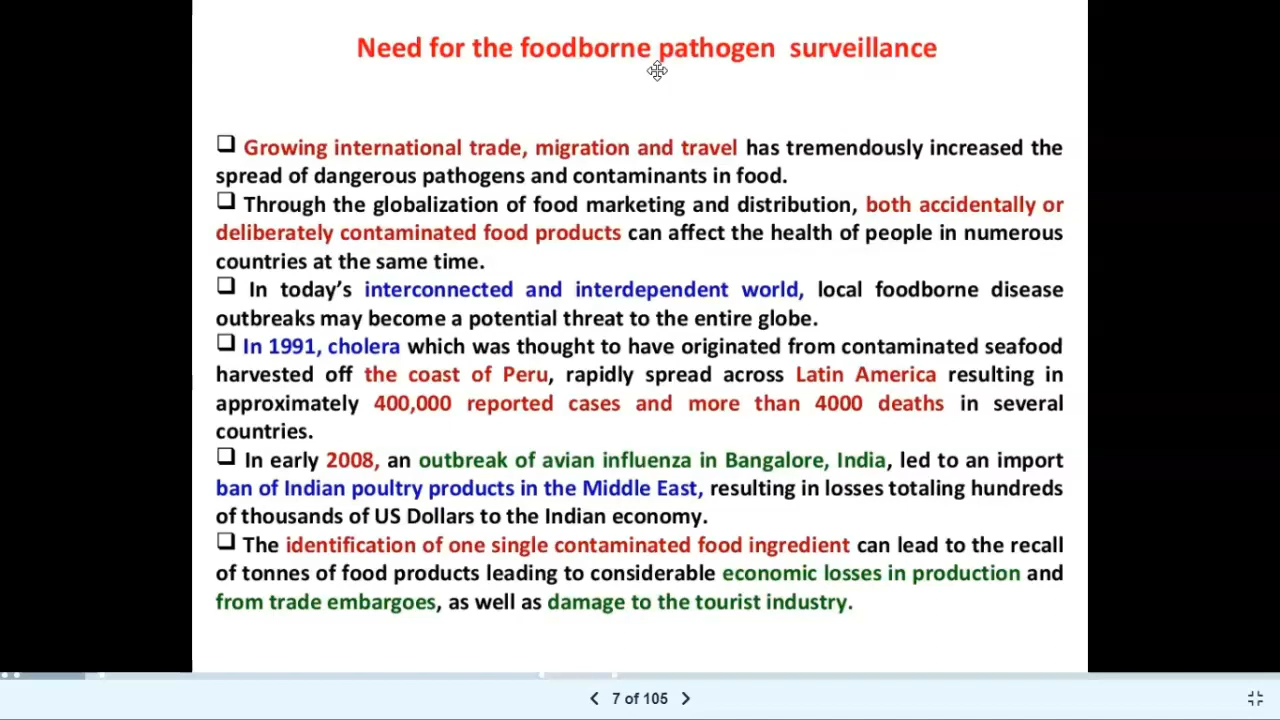 Need for the foodborne pathogen surveillance
❑ Growing international trade, migration and travel has tremendously increased the
spread of dangerous pathogens and contaminants in food.
❑ Through the globalization of food marketing and distribution, both accidentally or
deliberately contaminated food products can affect the health of people in numerous
countries at the same time.
❑ In today’s interconnected and interdependent world, local foodborne disease
outbreaks may become a potential threat to the entire globe.
❑ In 1991, cholera which was thought to have originated from contaminated seafood
harvested off the coast of Peru, rapidly spread across Latin America resulting in
approximately 400,000 reported cases and more than 4000 deaths in several
countries.
❑ In early 2008, an outbreak of avian influenza in Bangalore, India, led to an import
ban of Indian poultry products in the Middle East, resulting in losses totaling hundreds
of thousands of US Dollars to the Indian economy.
❑ The identification of one single contaminated food ingredient can lead to the recall
of tonnes of food products leading to considerable economic losses in production and
from trade embargoes, as well as damage to the tourist industry.
7 of 105